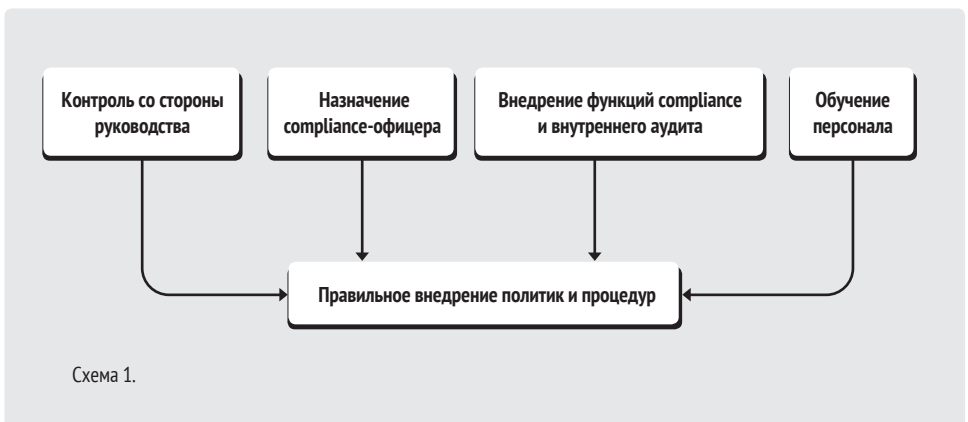 Контроль со стороны
руководства
Назначение
compliance-офицера
Внедрение функций compliance
и внутреннего аудита
Обучение
персонала
Правильное внедрение политик и процедур
Схема 1.